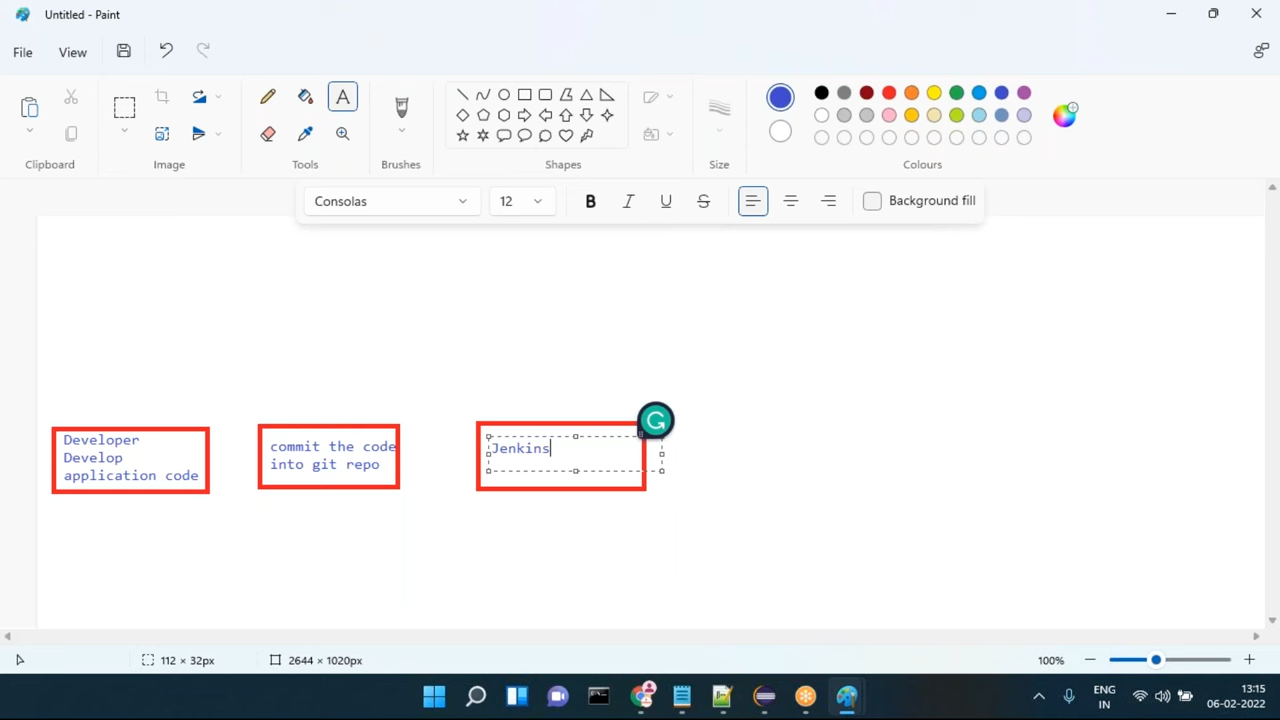 Untitled - Paint
File View
Consolas 12 B I U S Background fill
Clipboard Image Tools Brushes Shapes Size Colours
Developer
Develop
application code
commit the code
into git repo
Jenkins
112 × 32px 2644 × 1020px 100%
ENG
IN
13:15
06-02-2022